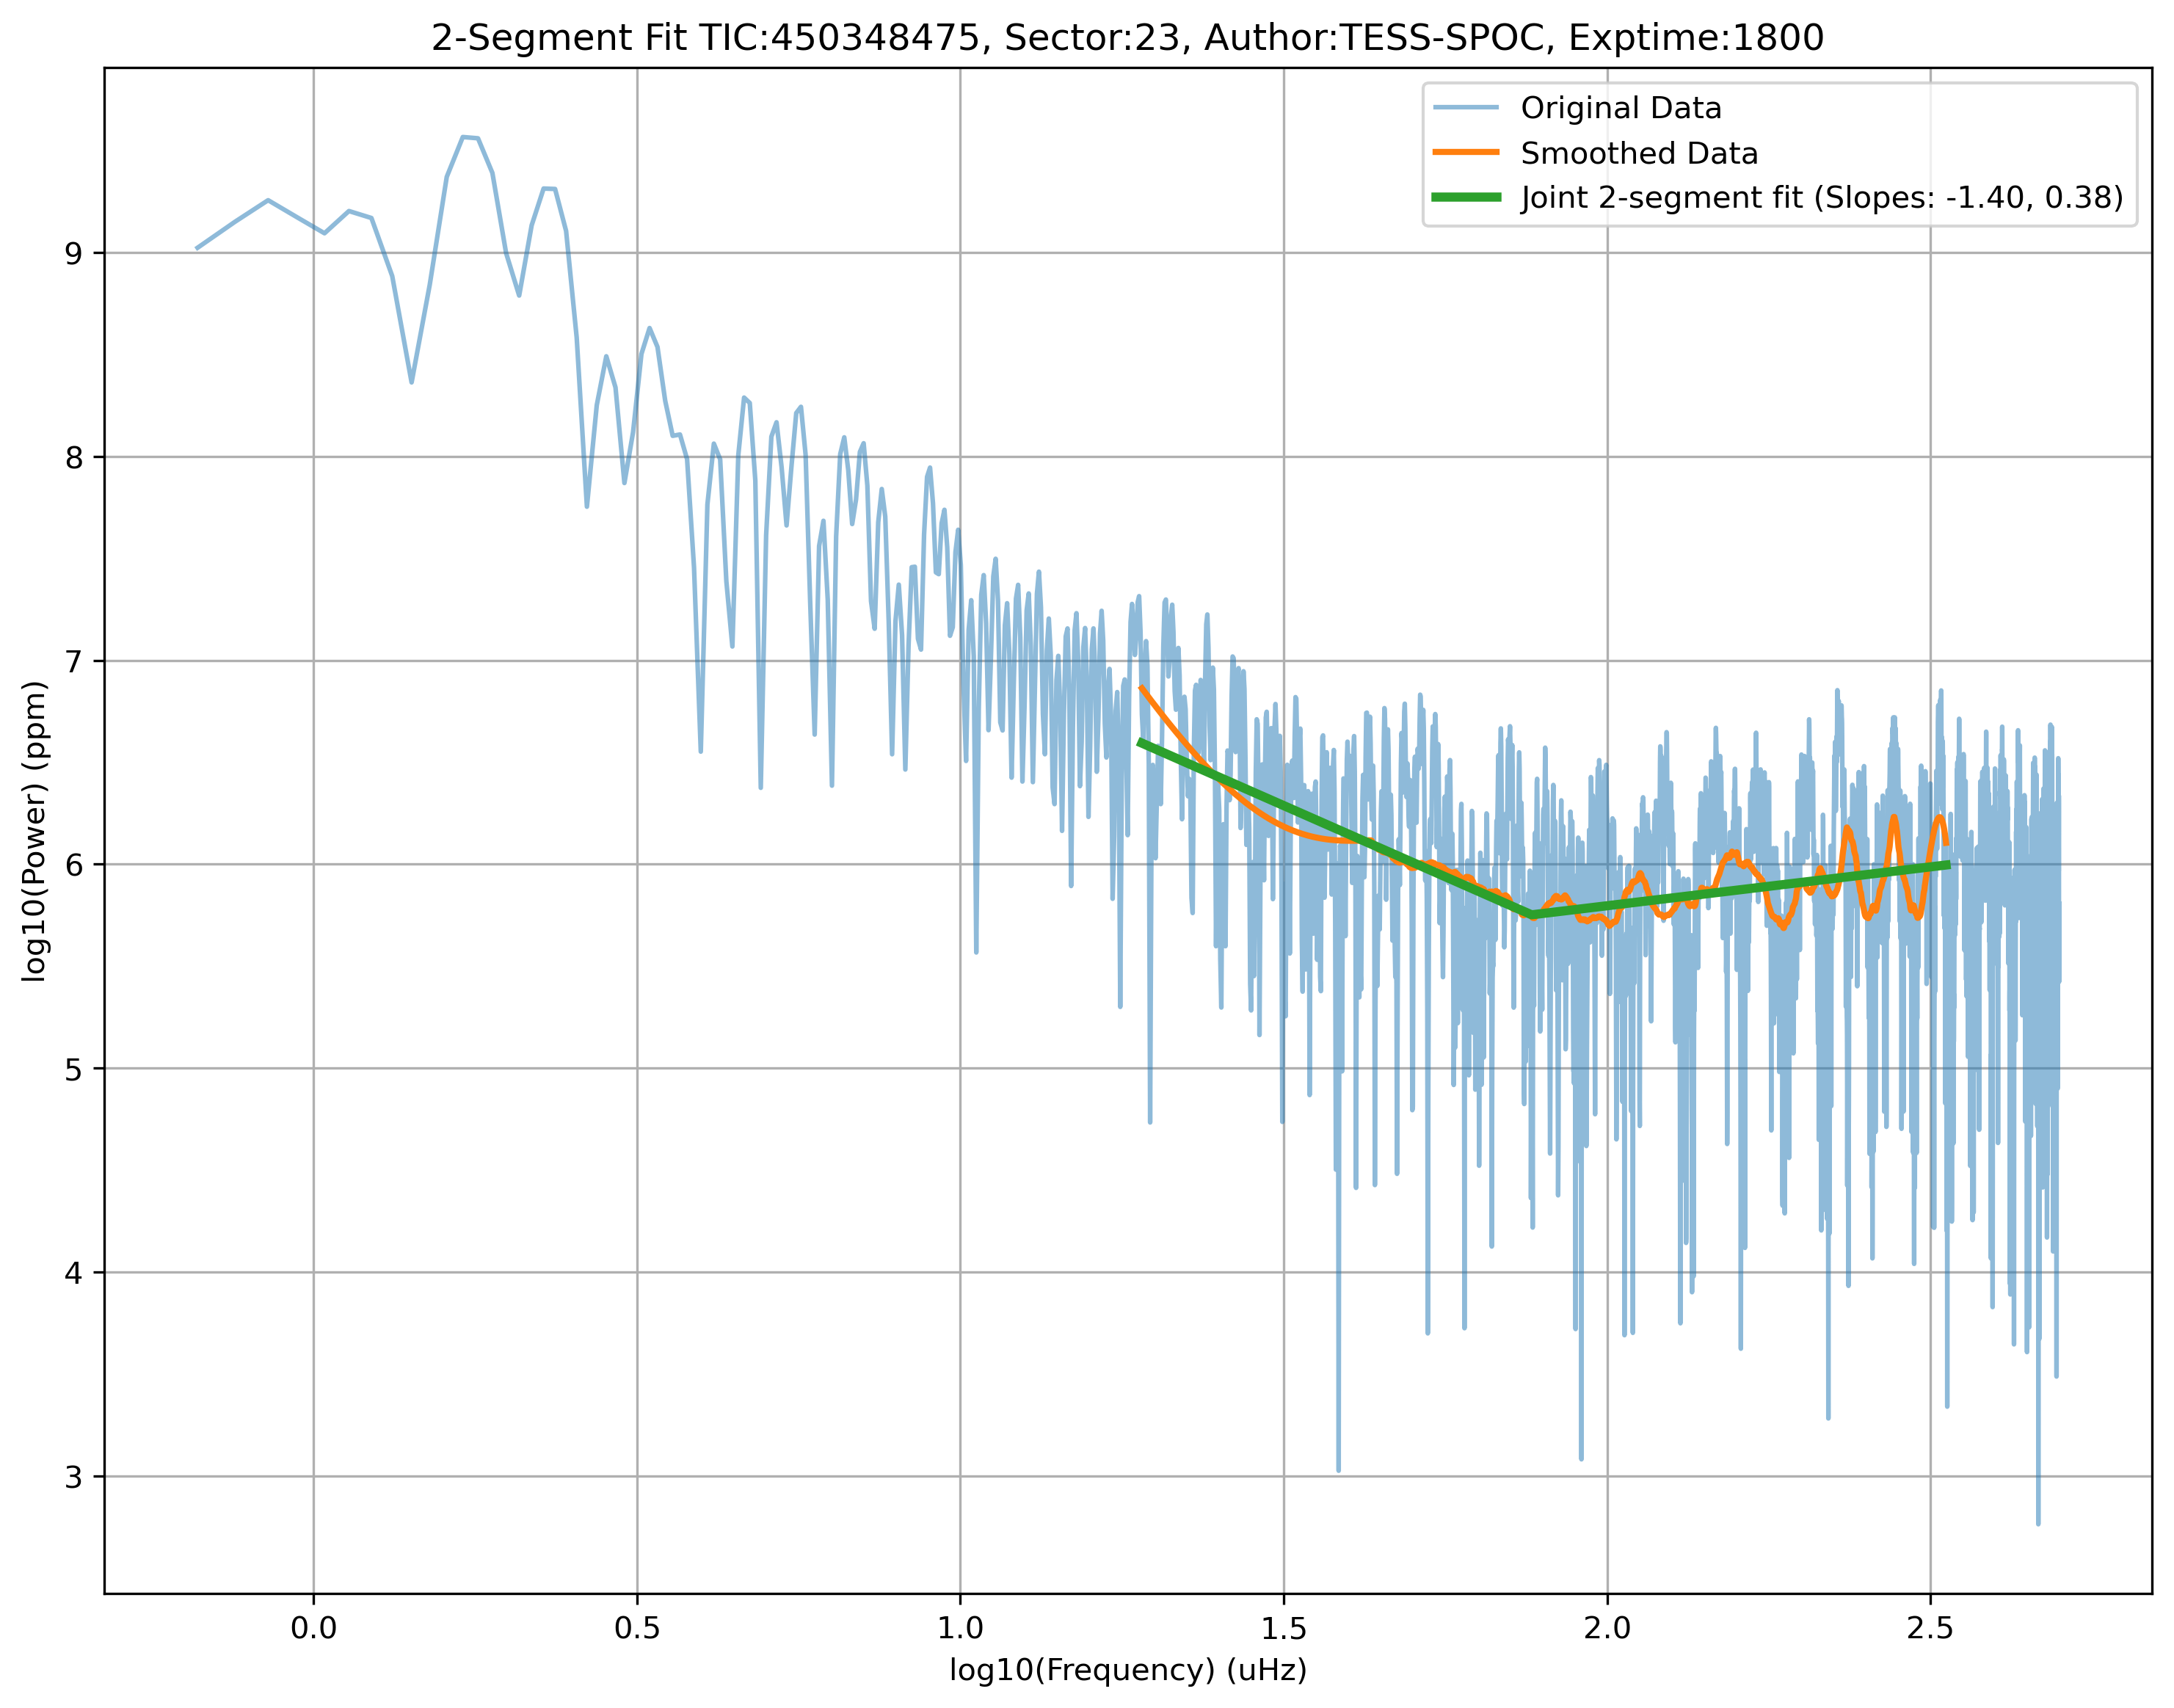 2-Segment Fit TIC:450348475, Sector:23, Author:TESS-SPOC, Exptime:1800
Original Data
Smoothed Data
Joint 2-segment fit (Slopes: -1.40, 0.38)
log10(Power) (ppm)
9
8
7
6
5
4
3
0.0 0.5 1.0 1.5 2.0 2.5
log10(Frequency) (uHz)